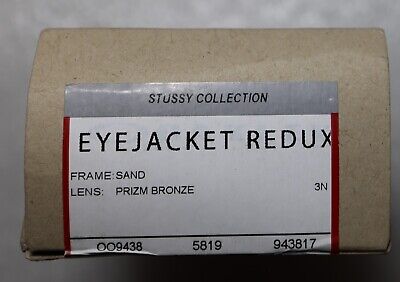 STUSSY COLLECTION
EYEJACKET REDUX
FRAME: SAND
LENS: PRIZM BRONZE 3N
OO9438 5819 943817